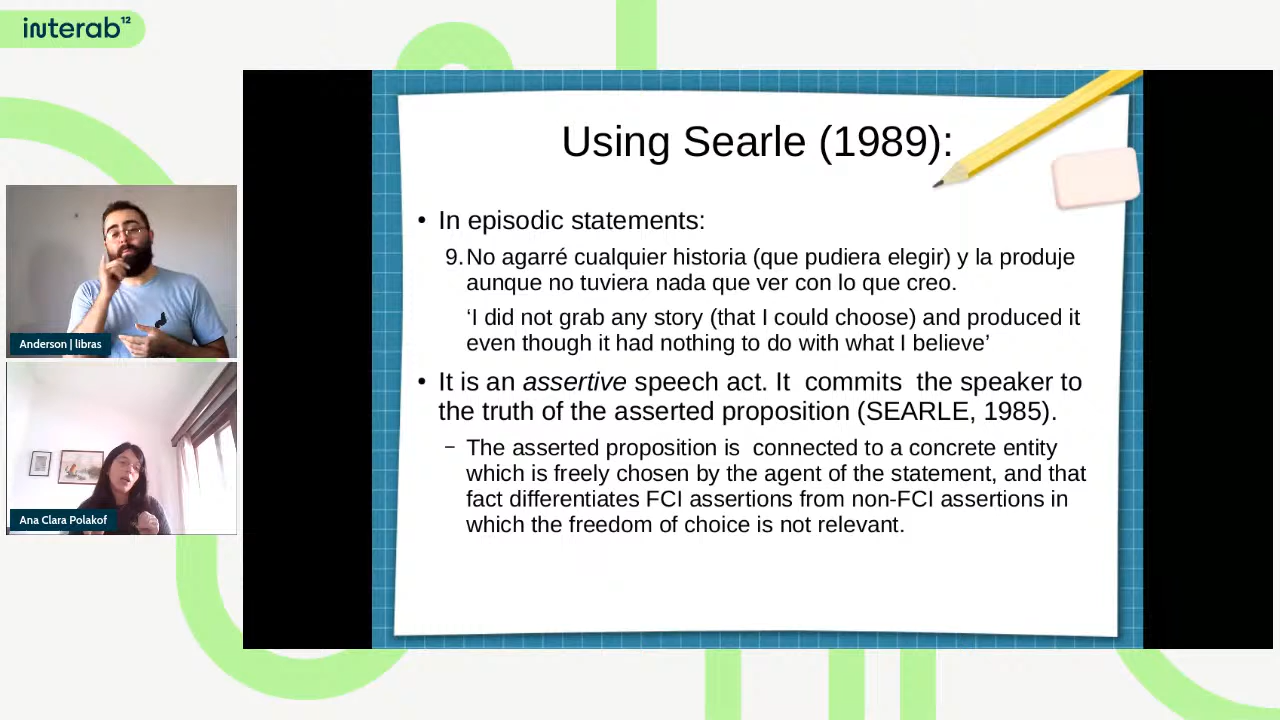 interab12
Using Searle (1989):
• In episodic statements:
9. No agarré cualquier historia (que pudiera elegir) y la produje
aunque no tuviera nada que ver con lo que creo.
‘I did not grab any story (that I could choose) and produced it
even though it had nothing to do with what I believe’
• It is an assertive speech act. It commits the speaker to
the truth of the asserted proposition (SEARLE, 1985).
– The asserted proposition is connected to a concrete entity
which is freely chosen by the agent of the statement, and that
fact differentiates FCI assertions from non-FCI assertions in
which the freedom of choice is not relevant.
Anderson | libras
Ana Clara Polakof